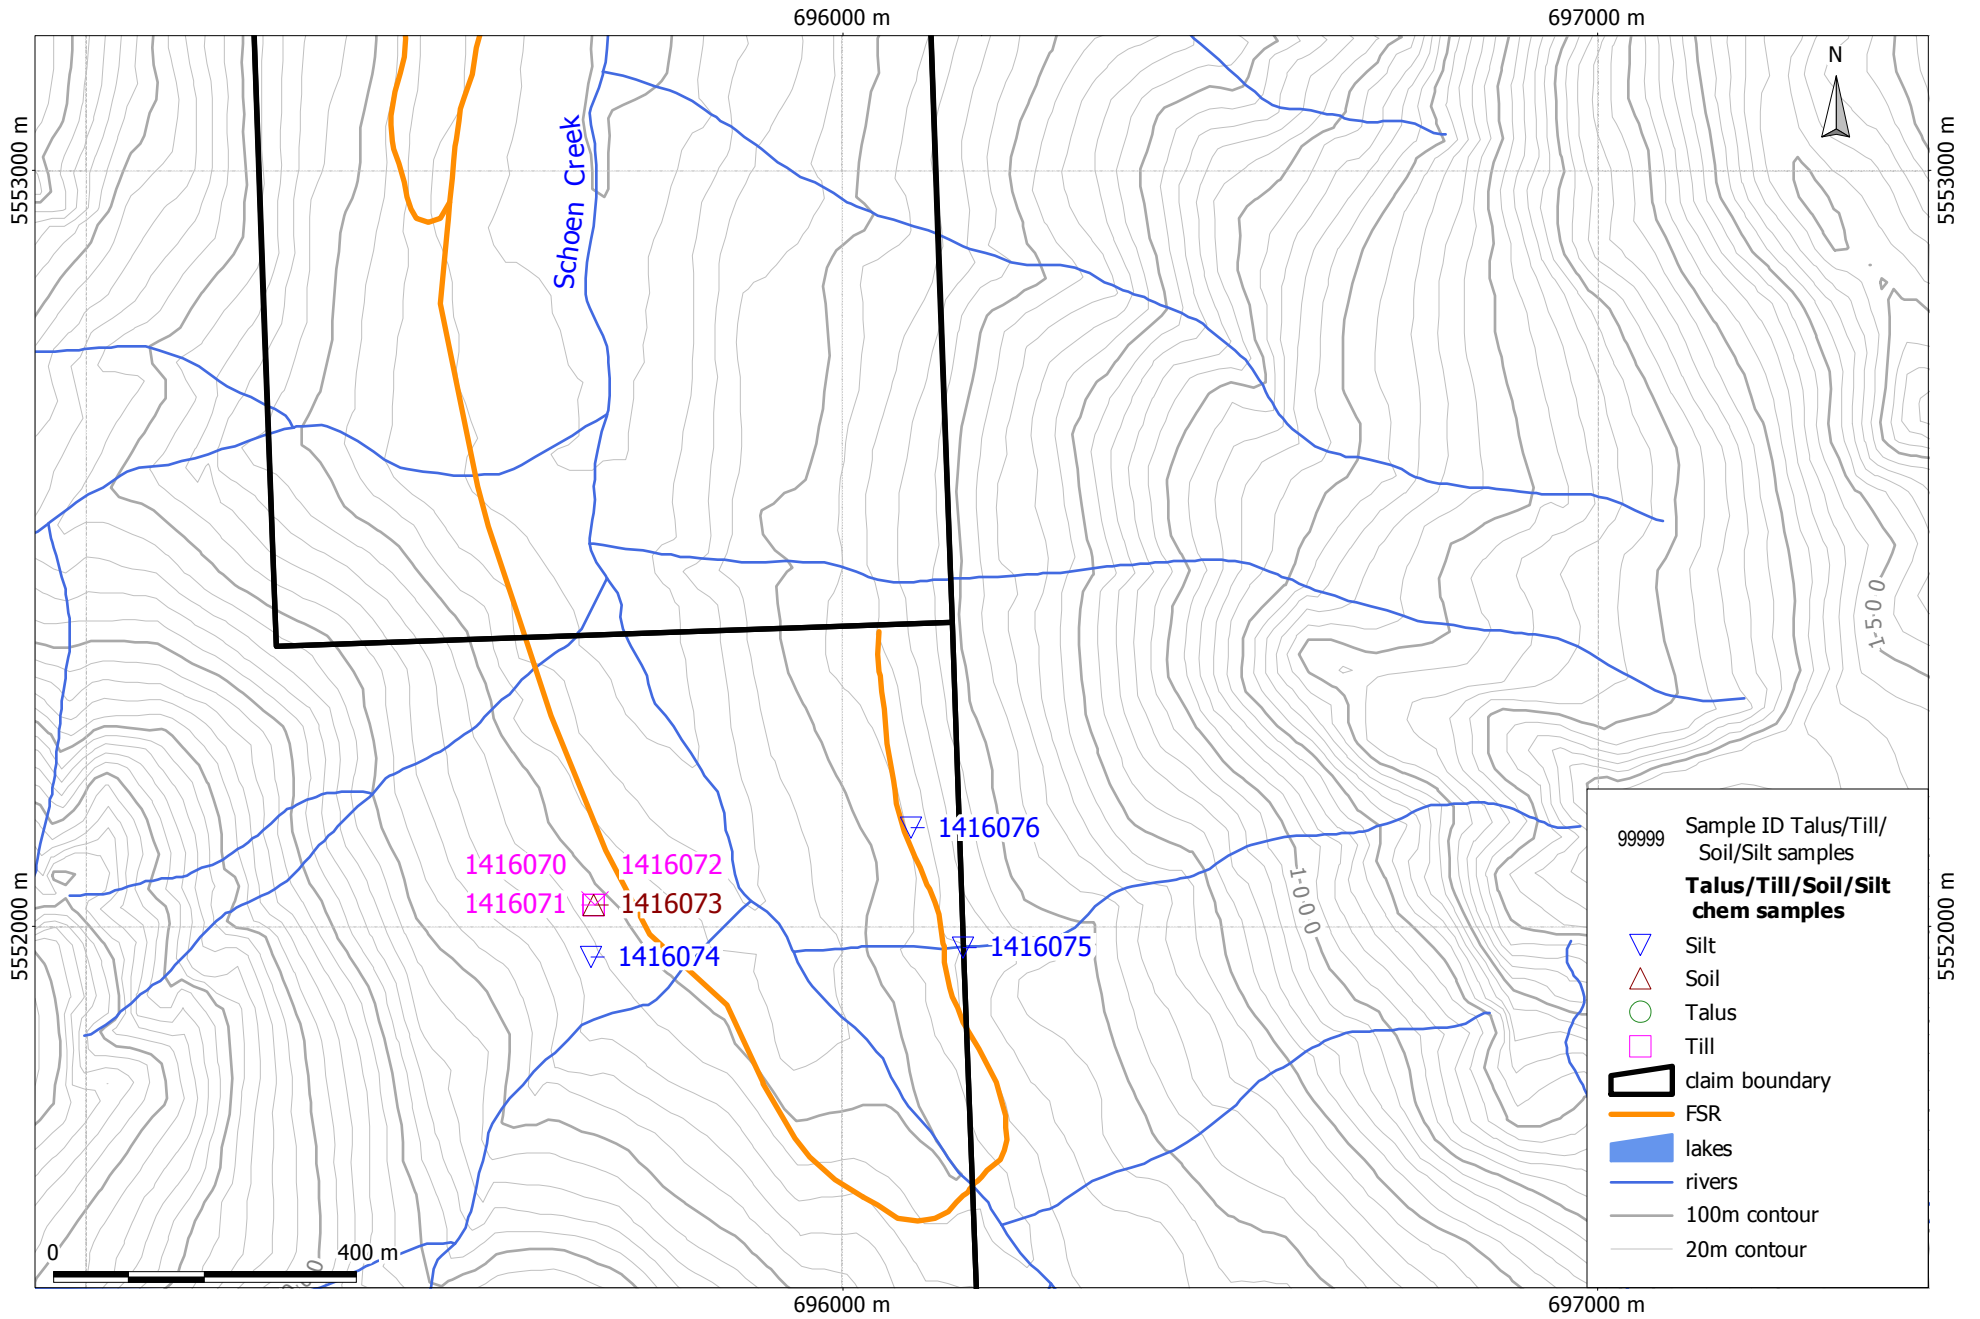 696000 m
697000 m
N
5553000 m
5553000 m
Schoen Creek
1-5-0 0
1416076
99999
Sample ID Talus/Till/
Soil/Silt samples
1416070
1416072
Talus/Till/Soil/Silt
chem samples
1416071
1416073
1-0 0 0
5552000 m
5552000 m
1416074
1416075
Silt
Soil
Talus
Till
claim boundary
FSR
lakes
rivers
100m contour
20m contour
0
400 m
696000 m
697000 m